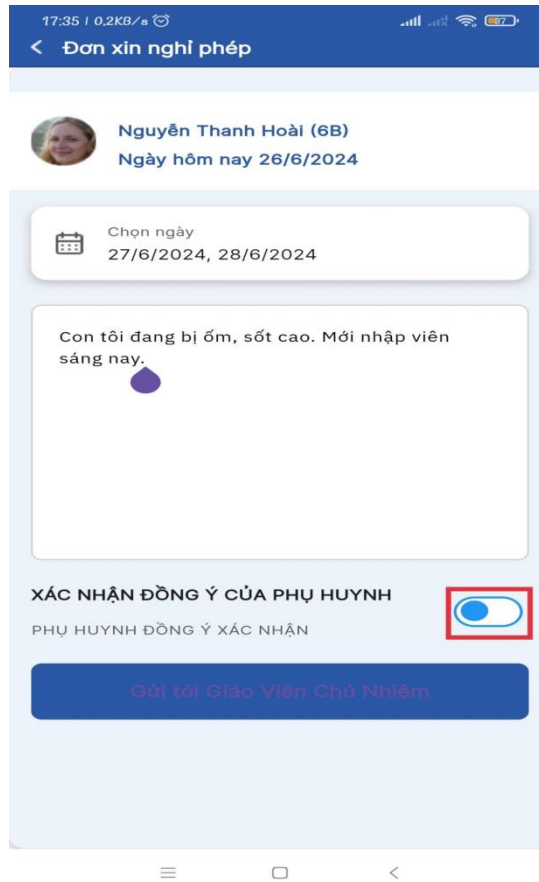 17:35 | 0,2KB/s
87
Đơn xin nghỉ phép
Nguyễn Thanh Hoài (6B)
Ngày hôm nay 26/6/2024
Chọn ngày
27/6/2024, 28/6/2024
Con tôi đang bị ốm, sốt cao. Mới nhập viên
sáng nay.
XÁC NHẬN ĐỒNG Ý CỦA PHỤ HUYNH
PHỤ HUYNH ĐỒNG Ý XÁC NHẬN
Gửi tới Giáo Viên Chủ Nhiệm